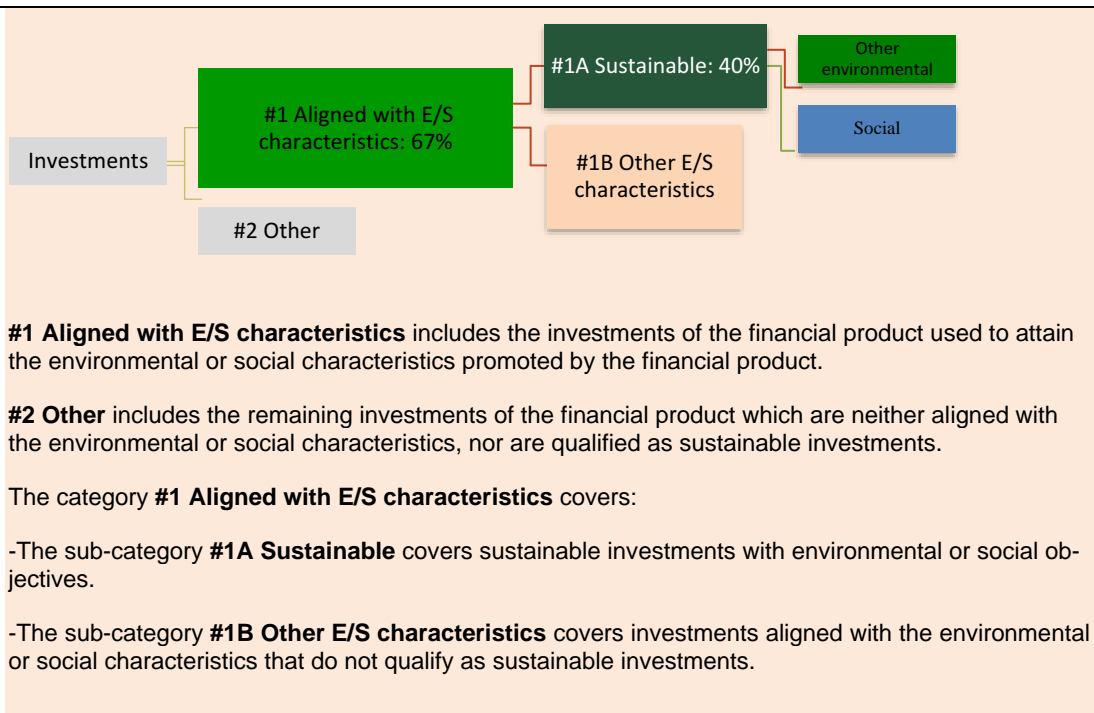 Investments
#1 Aligned with E/S
characteristics: 67%
#2 Other
#1A Sustainable: 40%
#1B Other E/S
characteristics
Other
environmental
Social
#1 Aligned with E/S characteristics includes the investments of the financial product used to attain
the environmental or social characteristics promoted by the financial product.
#2 Other includes the remaining investments of the financial product which are neither aligned with
the environmental or social characteristics, nor are qualified as sustainable investments.
The category #1 Aligned with E/S characteristics covers:
-The sub-category #1A Sustainable covers sustainable investments with environmental or social ob-
jectives.
-The sub-category #1B Other E/S characteristics covers investments aligned with the environmental
or social characteristics that do not qualify as sustainable investments.